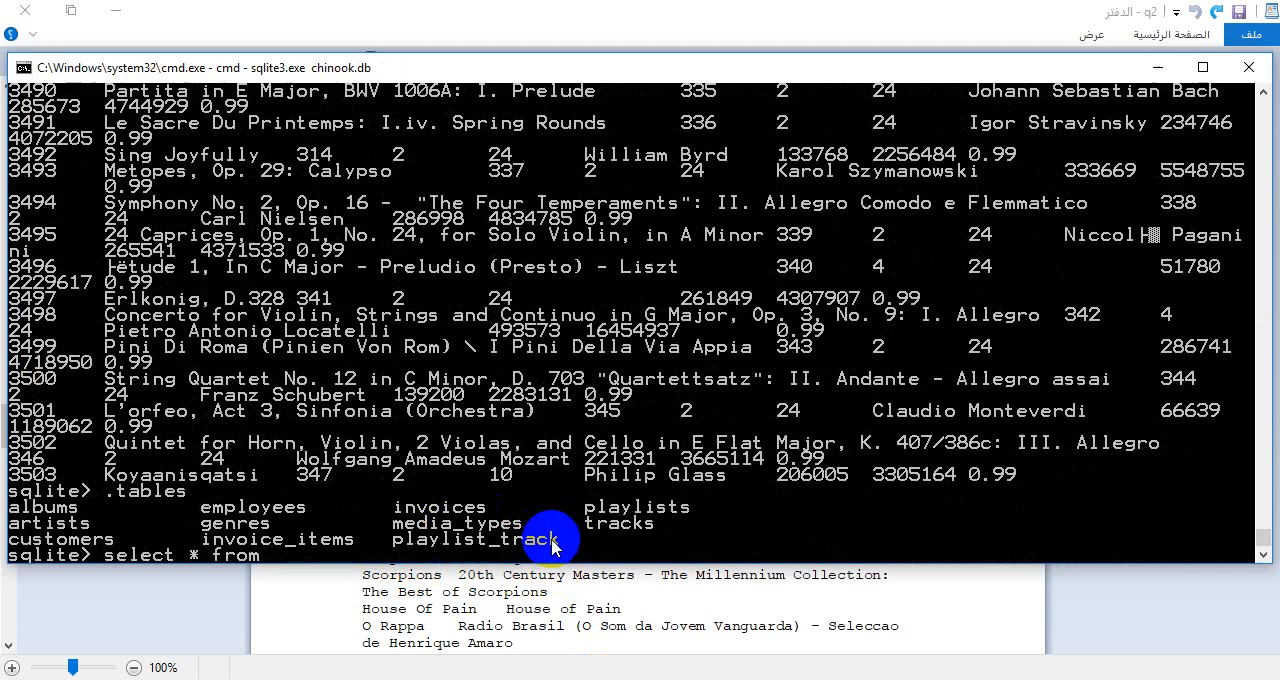 q2 - الدفتر
ملف الصفحة الرئيسية عرض
C:\Windows\system32\cmd.exe - cmd - sqlite3.exe chinook.db
3490 Partita in E Major, BWV 1006A: I. Prelude 335 2 24 Johann Sebastian Bach
285673 4744929 0.99
3491 Le Sacre Du Printemps: I.iv. Spring Rounds 336 2 24 Igor Stravinsky 234746
4072205 0.99
3492 Sing Joyfully 314 2 24 William Byrd 133768 2256484 0.99
3493 Metopes, Op. 29: Calypso 337 2 24 Karol Szymanowski 333669 5548755
0.99
3494 Symphony No. 2, Op. 16 - "The Four Temperaments": II. Allegro Comodo e Flemmatico 338
2 24 Carl Nielsen 286998 4834785 0.99
3495 24 Caprices, Op. 1, No. 24, for Solo Violin, in A Minor 339 2 24 Niccol├▓ Pagani
ni 265541 4371533 0.99
3496 tude 1, In C Major - Preludio (Presto) - Liszt 340 4 24 51780
2229617 0.99
3497 Erlkonig, D.328 341 2 24 261849 4307907 0.99
3498 Concerto for Violin, Strings and Continuo in G Major, Op. 3, No. 9: I. Allegro 342 4
24 Pietro Antonio Locatelli 493573 16454937 0.99
3499 Pini Di Roma (Pinien Von Rom) \ I Pini Della Via Appia 343 2 24 286741
4718950 0.99
3500 String Quartet No. 12 in C Minor, D. 703 "Quartettsatz": II. Andante - Allegro assai 344
2 24 Franz Schubert 139200 2283131 0.99
3501 L'orfeo, Act 3, Sinfonia (Orchestra) 345 2 24 Claudio Monteverdi 66639
1189062 0.99
3502 Quintet for Horn, Violin, 2 Violas, and Cello in E Flat Major, K. 407/386c: III. Allegro
346 2 24 Wolfgang Amadeus Mozart 221331 3665114 0.99
3503 Koyaanisqatsi 347 2 10 Philip Glass 206005 3305164 0.99
sqlite> .tables
albums employees invoices playlists
artists genres media_types tracks
customers invoice_items playlist_track
sqlite> select * from
Scorpions 20th Century Masters - The Millennium Collection:
The Best of Scorpions
House Of Pain House of Pain
O Rappa Radio Brasil (O Som da Jovem Vanguarda) - Seleccao
de Henrique Amaro
100%